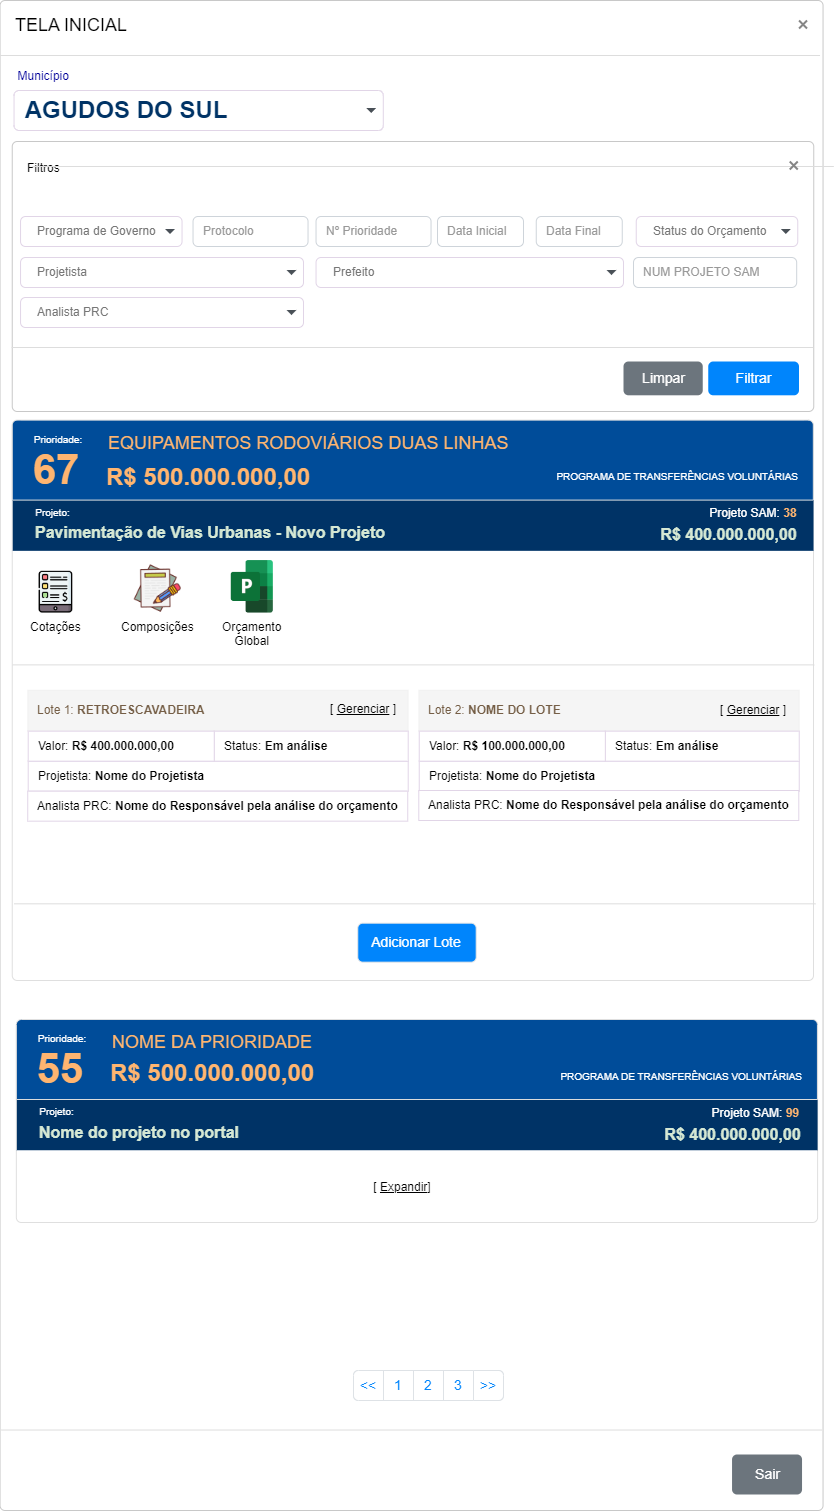 TELA INICIAL ×
Município
AGUDOS DO SUL
Filtros ×
Programa de Governo Protocolo Nº Prioridade Data Inicial Data Final Status do Orçamento
Projetista Prefeito NUM PROJETO SAM
Analista PRC
Limpar Filtrar
Prioridade: EQUIPAMENTOS RODOVIÁRIOS DUAS LINHAS
67 R$ 500.000.000,00 PROGRAMA DE TRANSFERÊNCIAS VOLUNTÁRIAS
Projeto: Projeto SAM: 38
Pavimentação de Vias Urbanas - Novo Projeto R$ 400.000.000,00
P
Cotações Composições Orçamento
Global
Lote 1: RETROESCAVADEIRA [ Gerenciar ] Lote 2: NOME DO LOTE [ Gerenciar ]
Valor: R$ 400.000.000,00 Status: Em análise Valor: R$ 100.000.000,00 Status: Em análise
Projetista: Nome do Projetista Projetista: Nome do Projetista
Analista PRC: Nome do Responsável pela análise do orçamento Analista PRC: Nome do Responsável pela análise do orçamento
Adicionar Lote
Prioridade: NOME DA PRIORIDADE
55 R$ 500.000.000,00 PROGRAMA DE TRANSFERÊNCIAS VOLUNTÁRIAS
Projeto: Projeto SAM: 99
Nome do projeto no portal R$ 400.000.000,00
[ Expandir]
<< 1 2 3 >>
Sair